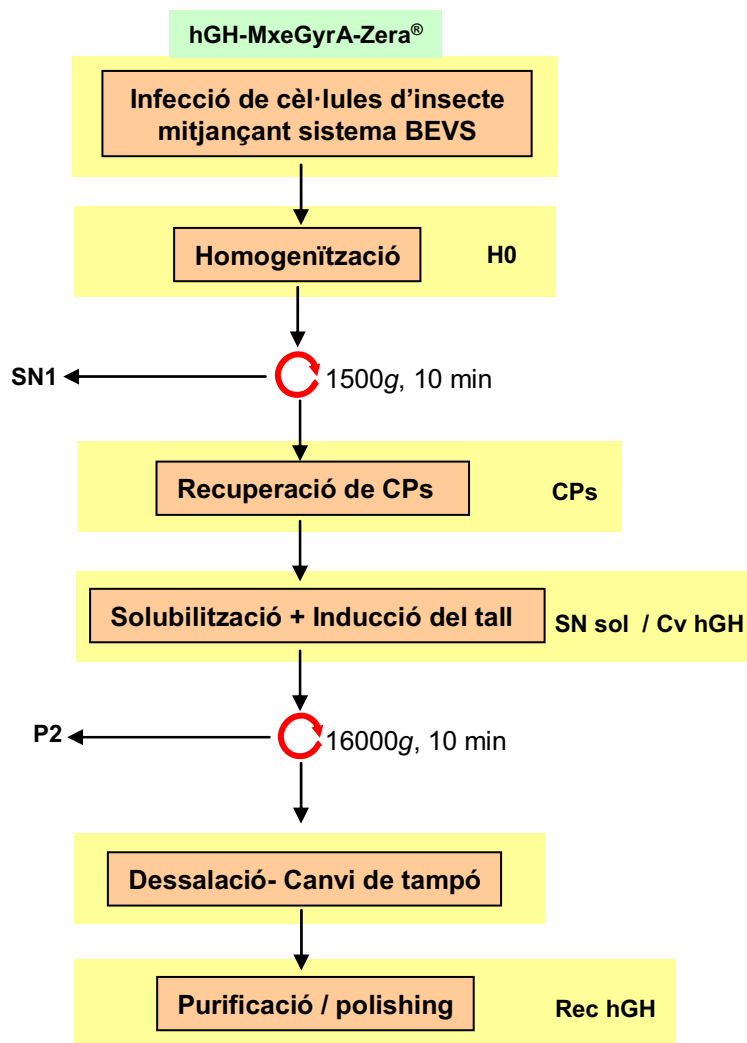 hGH-MxeGyrA-Zera®
Infecció de cèl·lules d’insecte
mitjançant sistema BEVS
Homogenïtzació
H0
SN1
1500g, 10 min
Recuperació de CPs
CPs
Solubilització + Inducció del tall
SN sol / Cv hGH
P2
16000g, 10 min
Dessalació- Canvi de tampó
Purificació / polishing
Rec hGH